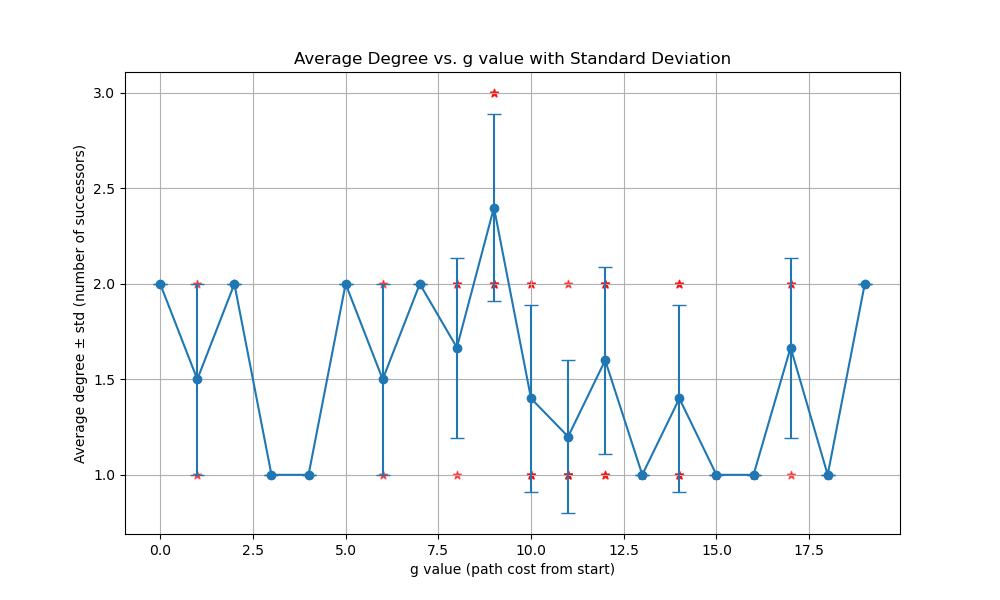 Average Degree vs. g value with Standard Deviation
Average degree ± std (number of successors)
3.0
2.5
2.0
1.5
1.0
0.0 2.5 5.0 7.5 10.0 12.5 15.0 17.5
g value (path cost from start)